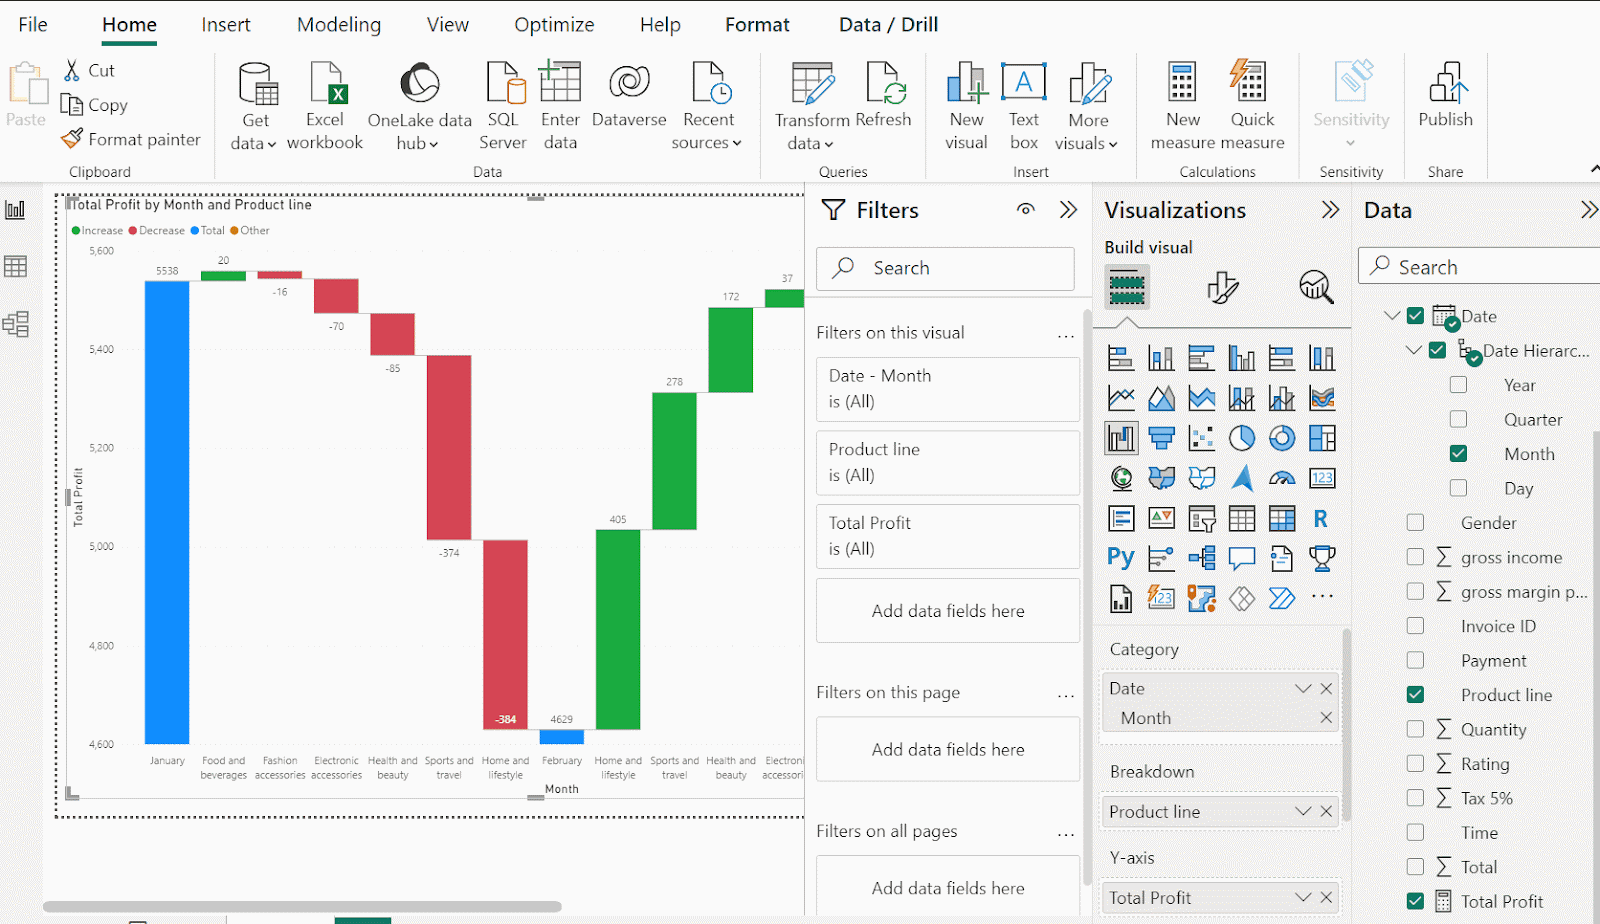 File Home Insert Modeling View Optimize Help Format Data / Drill
Paste
Cut
Copy
Format painter
Clipboard
Get data
Excel workbook
OneLake data hub
SQL Server
Enter data
Dataverse
Recent sources
Data
Transform data
Refresh
Queries
New visual
Text box
More visuals
Insert
New measure
Quick measure
Calculations
Sensitivity
Sensitivity
Publish
Share
Total Profit by Month and Product line
Increase Decrease Total Other
5,600
5,400
5,200
5,000
4,800
4,600
Total Profit
5538
20
-16
-70
-85
-374
-384
4629
405
278
172
37
January
Food and beverages
Fashion accessories
Electronic accessories
Health and beauty
Sports and travel
Home and lifestyle
February
Home and lifestyle
Sports and travel
Health and beauty
Electroni
accessori
Month
Filters
Search
Filters on this visual
Date - Month
is (All)
Product line
is (All)
Total Profit
is (All)
Add data fields here
Filters on this page
Add data fields here
Filters on all pages
Add data fields here
Visualizations
Build visual
123
R
Py
123
Category
Date
Month
Breakdown
Product line
Y-axis
Total Profit
Data
Search
Date
Date Hierarc...
Year
Quarter
Month
Day
Gender
gross income
gross margin p...
Invoice ID
Payment
Product line
Quantity
Rating
Tax 5%
Time
Total
Total Profit